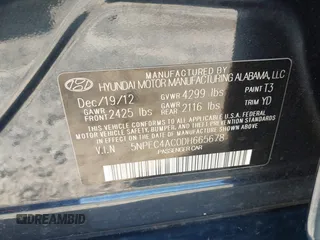 HYUNDAI MOTOR MANUFACTURING ALABAMA, LLC
Dec/19/12 GVWR 4299 lbs PAINT T3
GAWR FRONT 2425 lbs GAWR REAR 2116 lbs TRIM YD
THIS VEHICLE CONFORMS TO ALL APPLICABLE U.S.A FEDERAL
MOTOR VEHICLE SAFETY, BUMPER, AND THEFT PREVENTION STANDARDS
IN EFFECT ON THE DATE OF MANUFACTURE SHOWN ABOVE.
V.I.N 5NPEC4AC0DH665678
PASSENGER CAR
DREAMBID